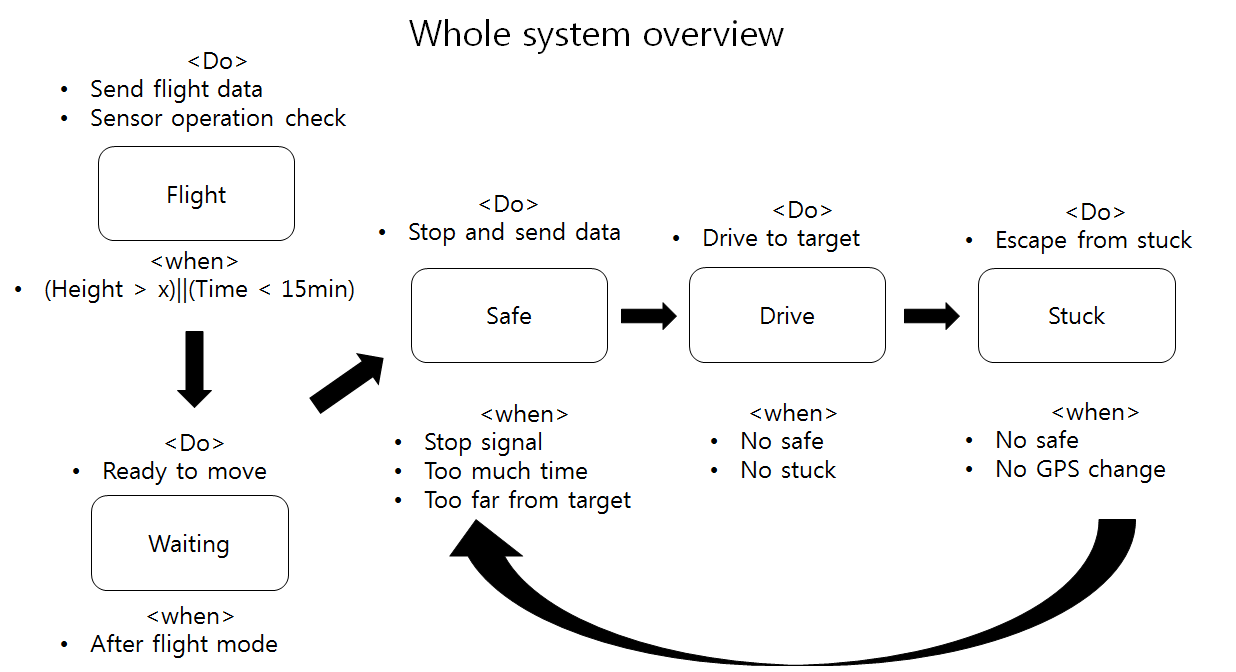 Whole system overview
<Do>
• Send flight data
• Sensor operation check
Flight
<when>
• (Height > x)||(Time < 15min)
<Do>
• Ready to move
Waiting
<when>
• After flight mode
<Do>
• Stop and send data
Safe
<when>
• Stop signal
• Too much time
• Too far from target
<Do>
• Drive to target
Drive
<when>
• No safe
• No stuck
<Do>
• Escape from stuck
Stuck
<when>
• No safe
• No GPS change